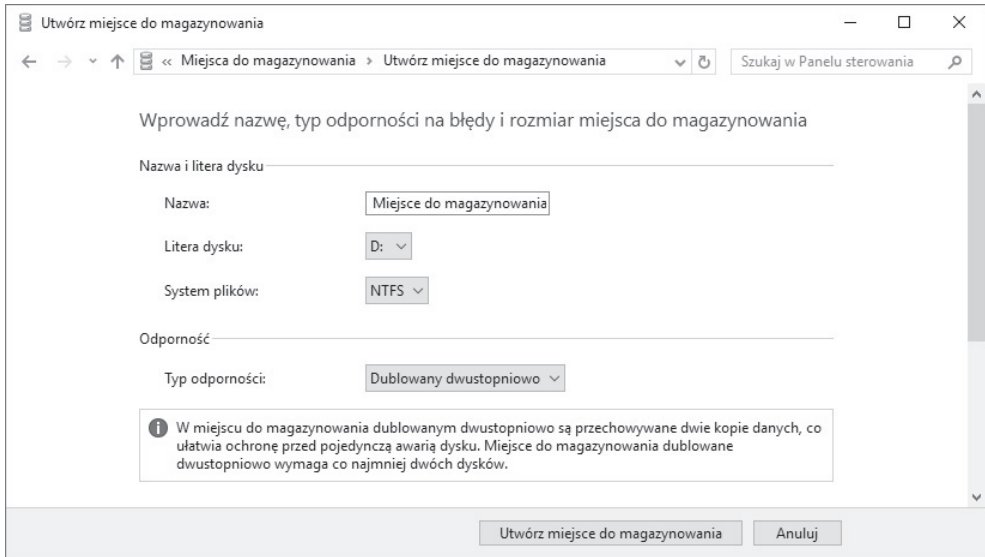 Utwórz miejsce do magazynowania
« Miejsca do magazynowania › Utwórz miejsce do magazynowania
Szukaj w Panelu sterowania
Wprowadź nazwę, typ odporności na błędy i rozmiar miejsca do magazynowania
Nazwa i litera dysku
Nazwa: Miejsce do magazynowania
Litera dysku: D:
System plików: NTFS
Odporność
Typ odporności: Dublowany dwustopniowo
W miejscu do magazynowania dublowanym dwustopniowo są przechowywane dwie kopie danych, co
ułatwia ochronę przed pojedynczą awarią dysku. Miejsce do magazynowania dublowane
dwustopniowo wymaga co najmniej dwóch dysków.
Utwórz miejsce do magazynowania Anuluj